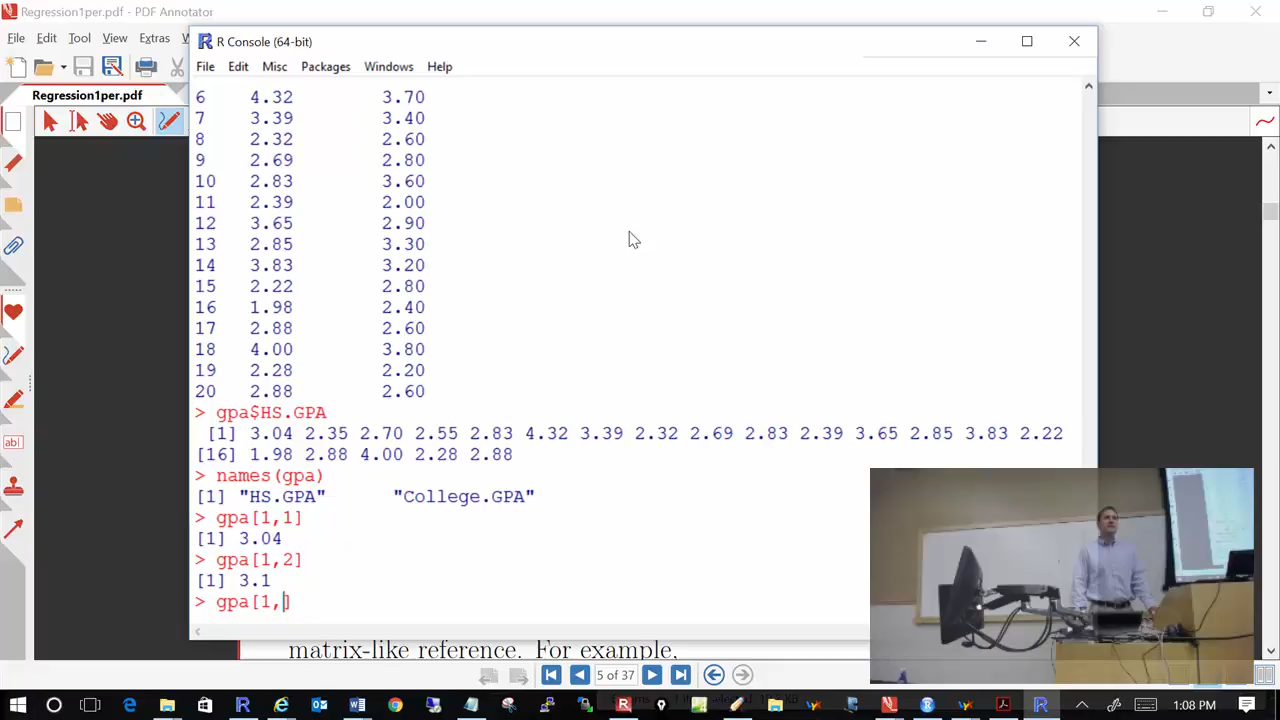 Regression1per.pdf - PDF Annotator
File Edit Tool View Extras
Regression1per.pdf
R Console (64-bit)
File Edit Misc Packages Windows Help
6 4.32 3.70
7 3.39 3.40
8 2.32 2.60
9 2.69 2.80
10 2.83 3.60
11 2.39 2.00
12 3.65 2.90
13 2.85 3.30
14 3.83 3.20
15 2.22 2.80
16 1.98 2.40
17 2.88 2.60
18 4.00 3.80
19 2.28 2.20
20 2.88 2.60
> gpa$HS.GPA
[1] 3.04 2.35 2.70 2.55 2.83 4.32 3.39 2.32 2.69 2.83 2.39 3.65 2.85 3.83 2.22
[16] 1.98 2.88 4.00 2.28 2.88
> names(gpa)
[1] "HS.GPA" "College.GPA"
> gpa[1,1]
[1] 3.04
> gpa[1,2]
[1] 3.1
> gpa[1,]
matrix-like reference. For example,
5 of 37
1:08 PM